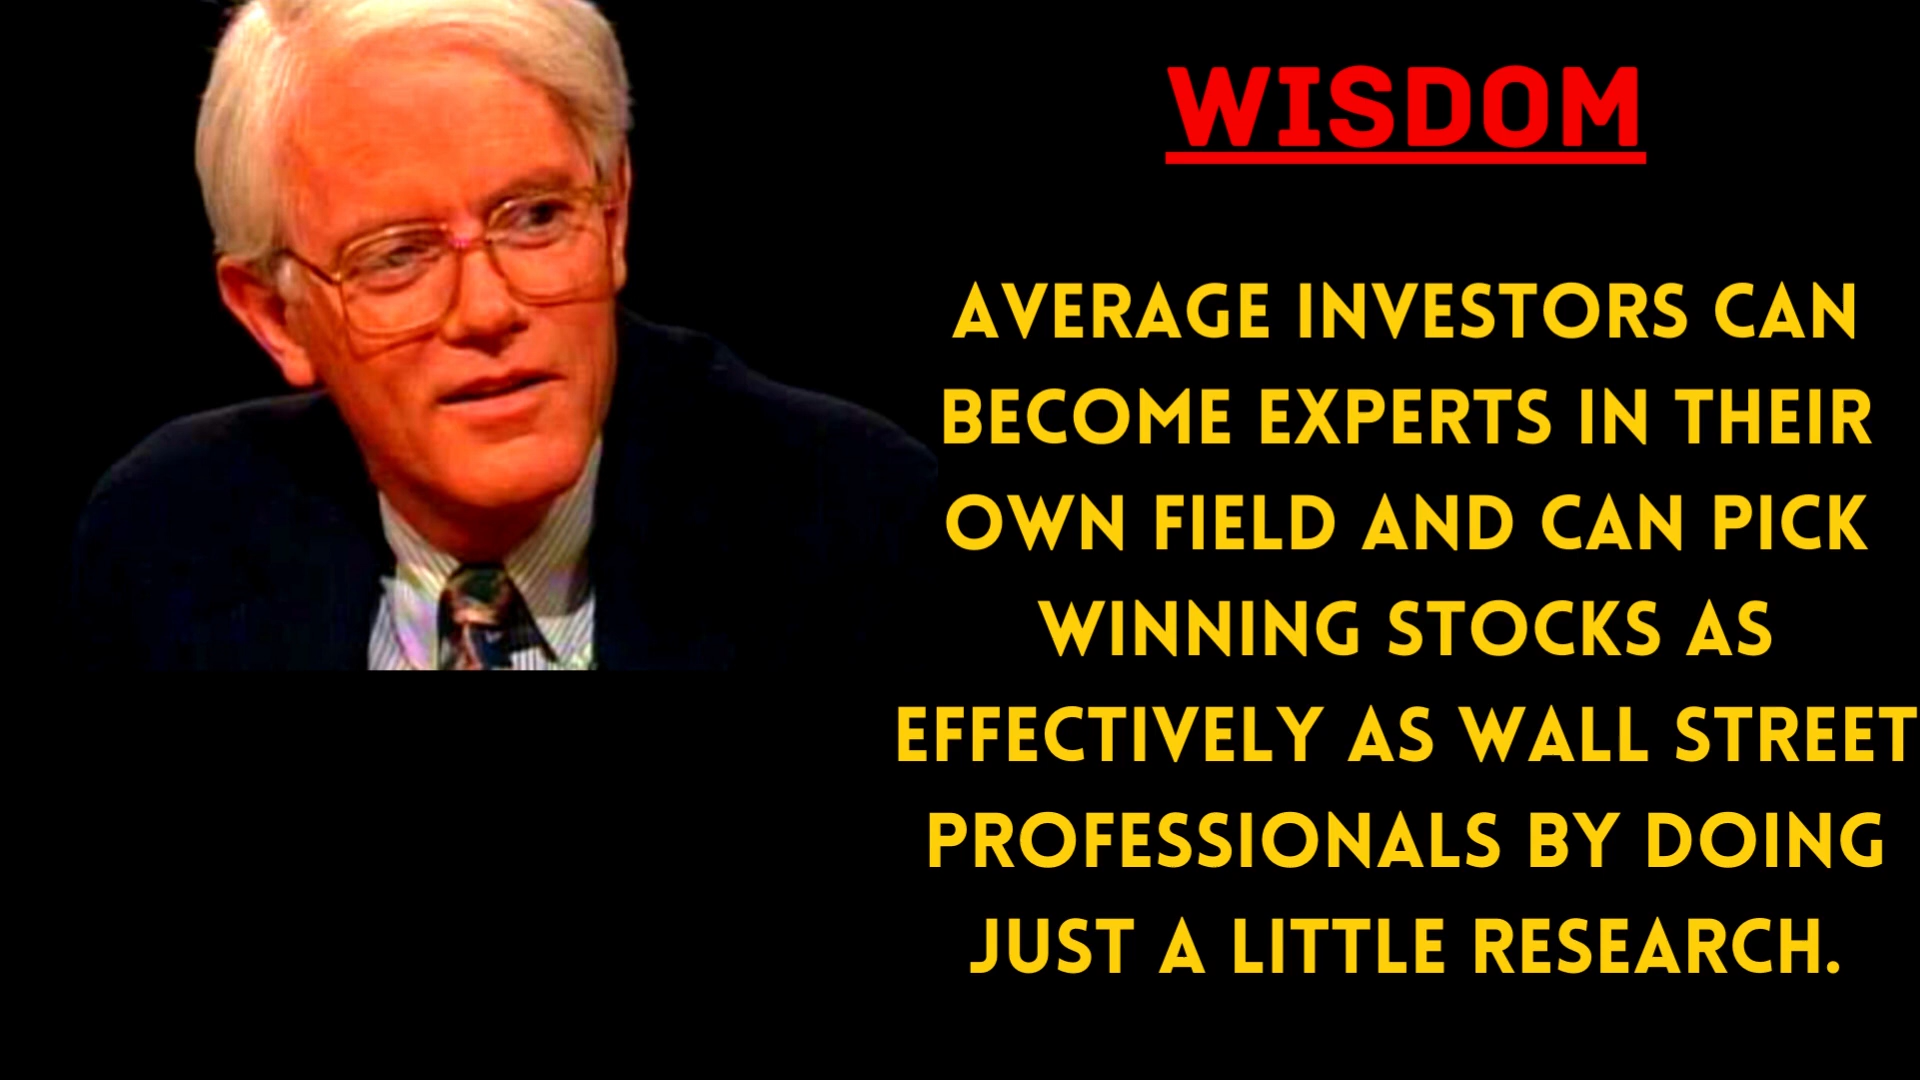 WISDOM
AVERAGE INVESTORS CAN
BECOME EXPERTS IN THEIR
OWN FIELD AND CAN PICK
WINNING STOCKS AS
EFFECTIVELY AS WALL STREET
PROFESSIONALS BY DOING
JUST A LITTLE RESEARCH.